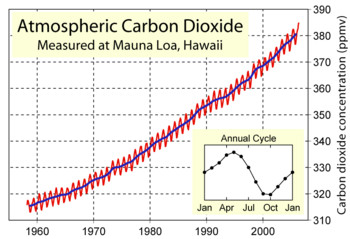 Atmospheric Carbon Dioxide
Measured at Mauna Loa, Hawaii
390
380
370
360
350
340
330
320
310
Carbon dioxide concentration (ppmv)
Annual Cycle
Jan Apr Jul Oct Jan
1960 1970 1980 1990 2000